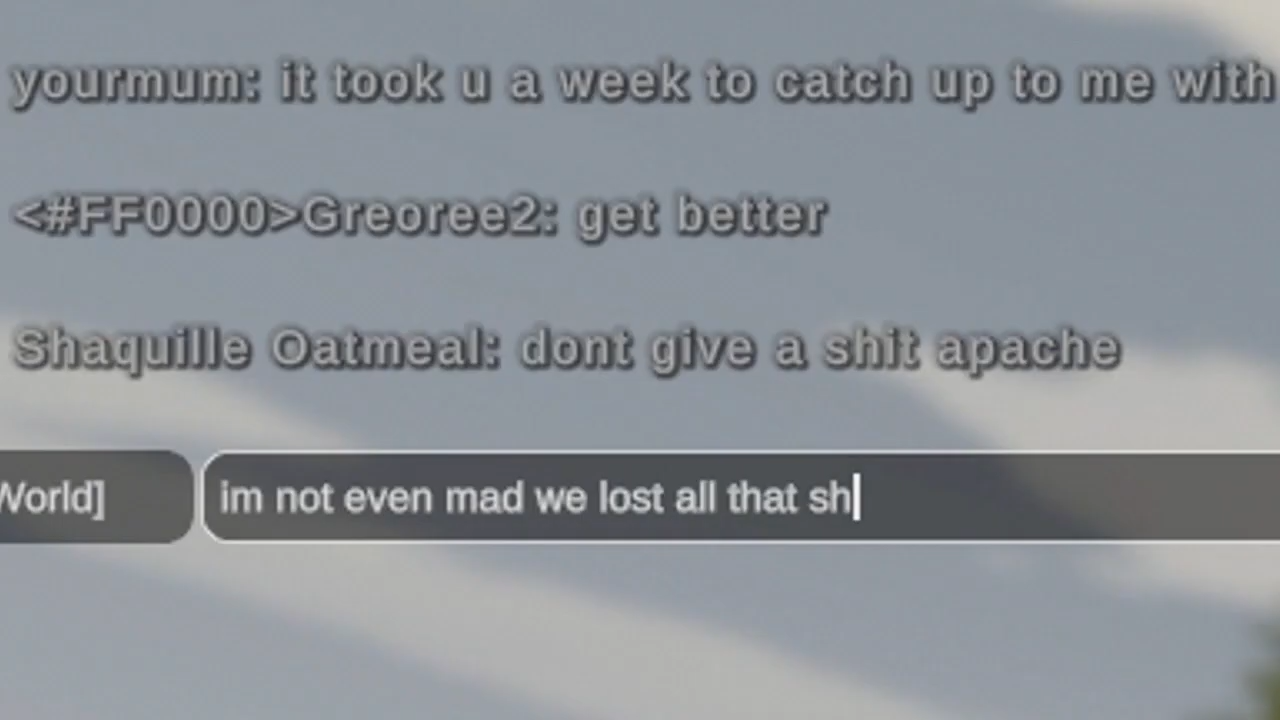 yourmum: it took u a week to catch up to me with
<#FF0000>Greoree2: get better
Shaquille Oatmeal: dont give a shit apache
World] im not even mad we lost all that sh